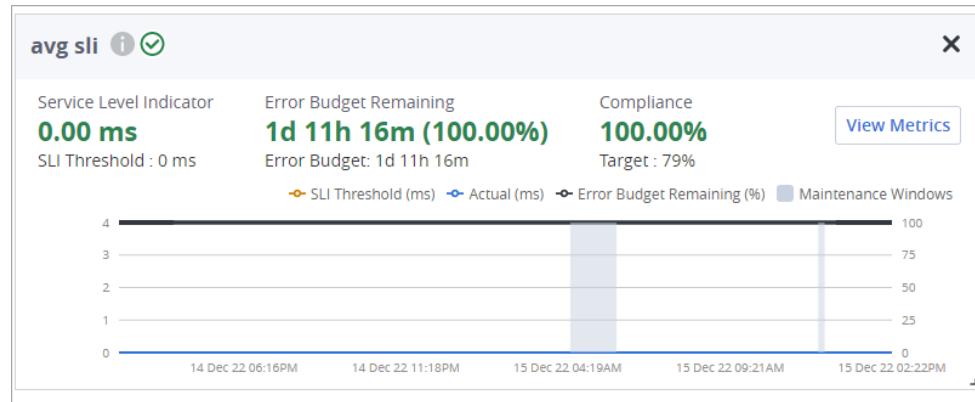 avg sli
Service Level Indicator
0.00 ms
SLI Threshold : 0 ms
Error Budget Remaining
1d 11h 16m (100.00%)
Error Budget: 1d 11h 16m
Compliance
100.00%
Target : 79%
View Metrics
SLI Threshold (ms) Actual (ms) Error Budget Remaining (%) Maintenance Windows
4 100
3 75
2 50
1 25
0 0
14 Dec 22 06:16PM 14 Dec 22 11:18PM 15 Dec 22 04:19AM 15 Dec 22 09:21AM 15 Dec 22 02:22PM